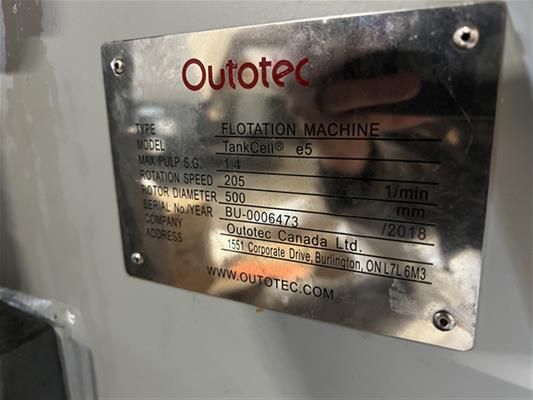 Outotec
TYPE FLOTATION MACHINE
MODEL TankCell® e5
MAX PULP S.G. 1.4
ROTATION SPEED 205 1/min
ROTOR DIAMETER 500 mm
SERIAL No./YEAR BU-0006473 /2018
COMPANY Outotec Canada Ltd.
ADDRESS 1551 Corporate Drive, Burlington, ON L7L 6M3
WWW.OUTOTEC.COM